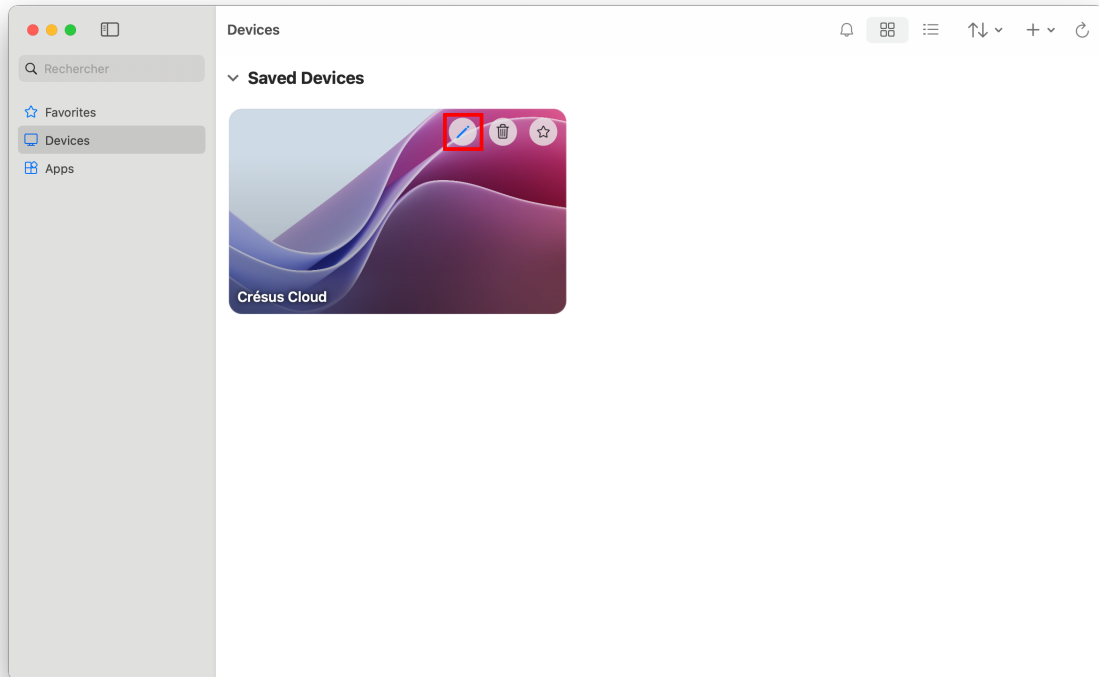 Devices
Rechercher
Saved Devices
Favorites
Devices
Apps
Crésus Cloud